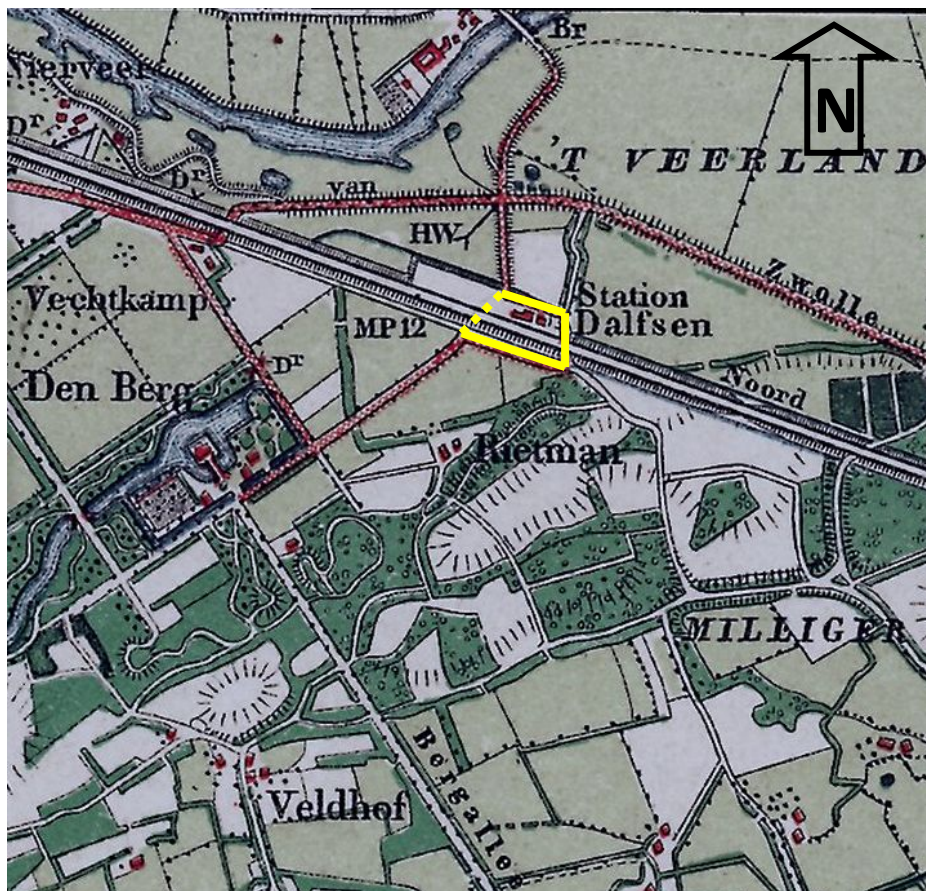 Br
Nierveer
N
Dr
'T VEERLAND
Dr
van
HW
Zwolle
Vechtkamp
MP12
Station
Dalfsen
Dr
Noord
Den Berg
Rietman
MILLIGER
Bergallee
Veldhof